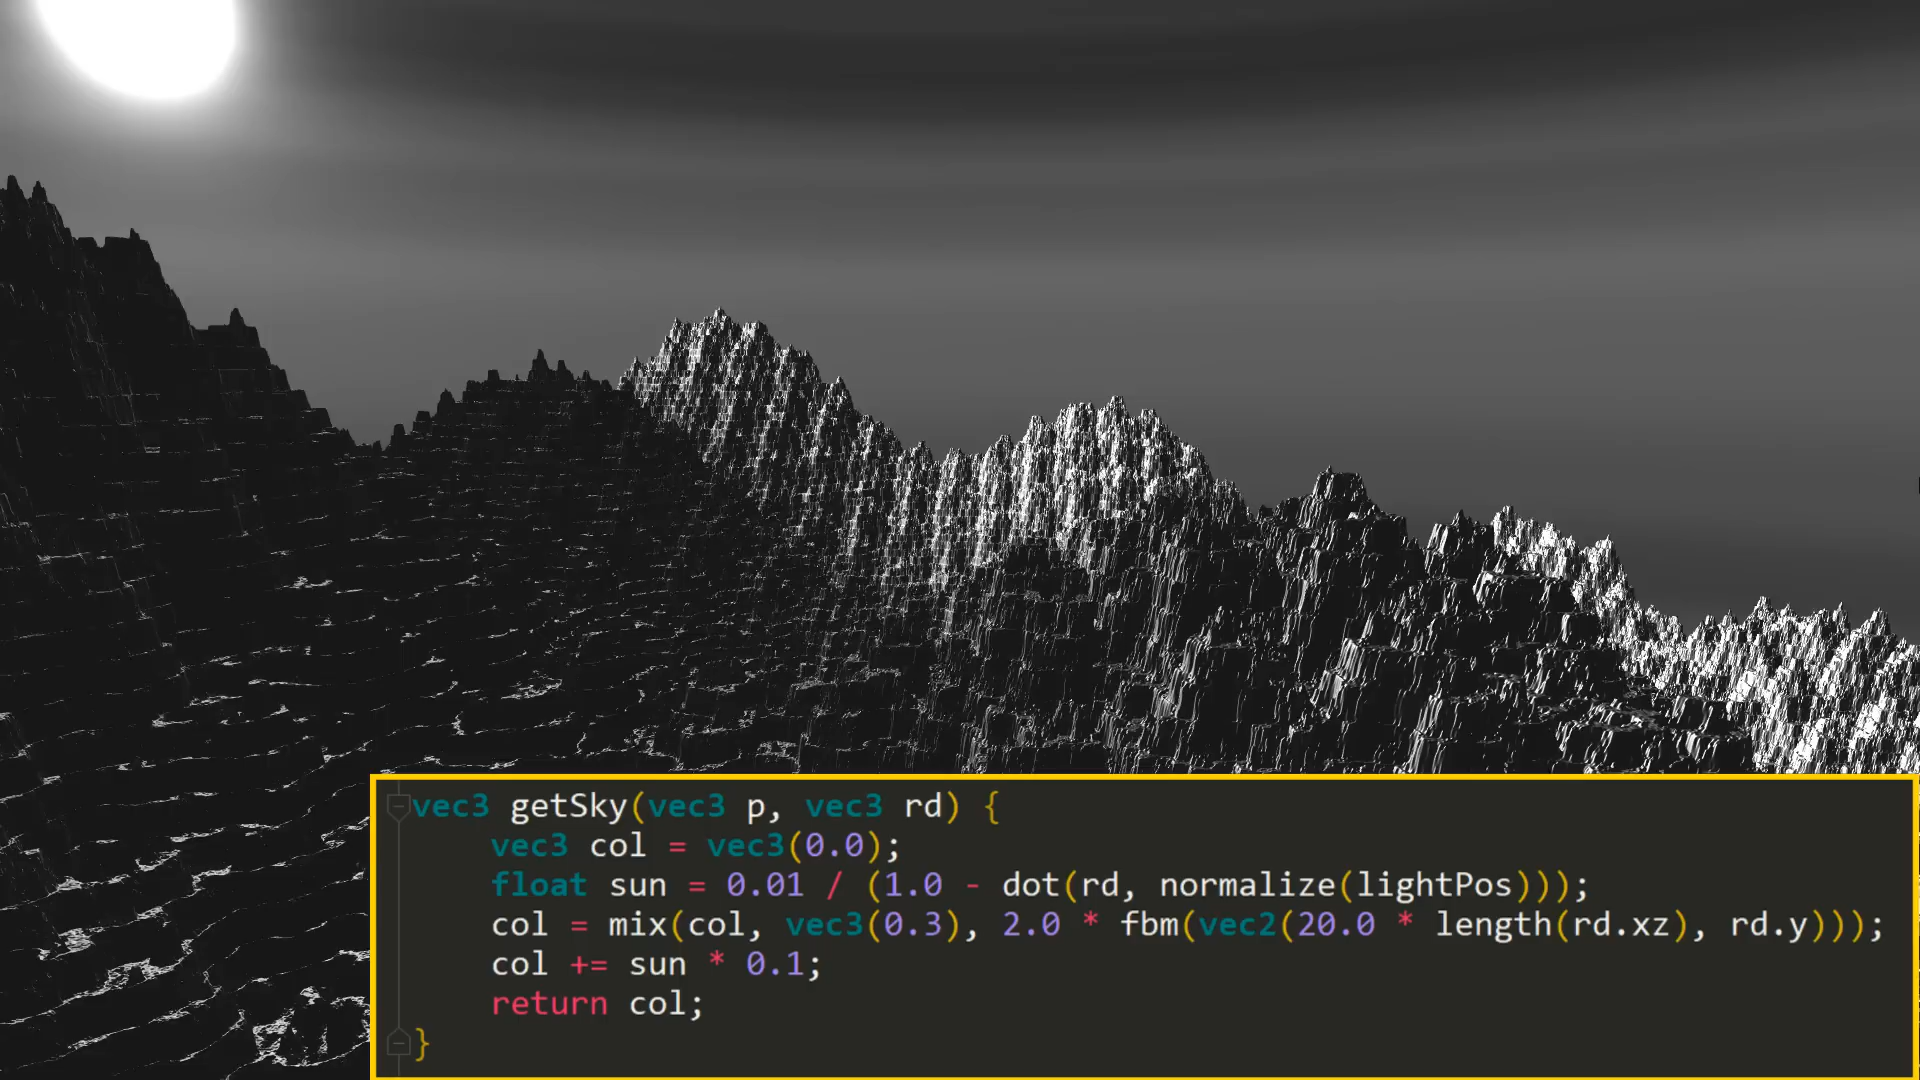 vec3 getSky(vec3 p, vec3 rd) {
vec3 col = vec3(0.0);
float sun = 0.01 / (1.0 - dot(rd, normalize(lightPos)));
col = mix(col, vec3(0.3), 2.0 * fbm(vec2(20.0 * length(rd.xz), rd.y)));
col += sun * 0.1;
return col;
}